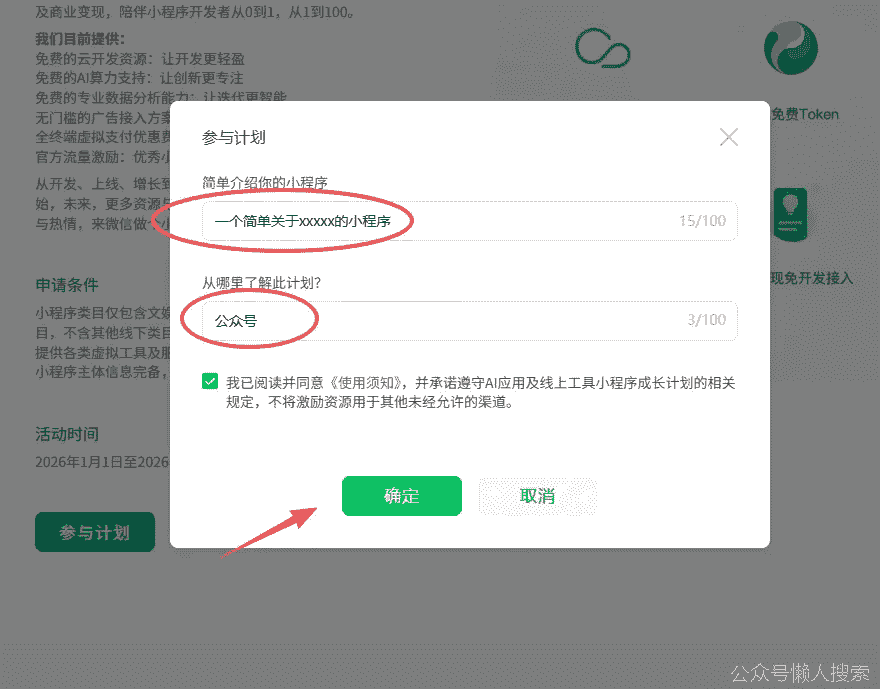 及商业变现，陪伴小程序开发者从0到1，从1到100。
我们目前提供：
免费的云开发资源：让开发更轻盈
免费的AI算力支持：让创新更专注
免费的专业数据分析能力：让迭代更智能
无门槛的广告接入方案
全终端虚拟支付优惠费
官方流量激励：优秀小
从开发、上线、增长到
始，未来，更多资源与
与热情，来微信做个小
申请条件
小程序类目仅包含文娱
目，不含其他线下类目
提供各类虚拟工具及服
小程序主体信息完备，
活动时间
2026年1月1日至2026
参与计划
免费Token
现免开发接入
参与计划
简单介绍你的小程序
一个简单关于xxxxx的小程序
15/100
从哪里了解此计划？
公众号
3/100
我已阅读并同意《使用须知》，并承诺遵守AI应用及线上工具小程序成长计划的相关
规定，不将激励资源用于其他未经允许的渠道。
确定
取消
公众号懒人搜索